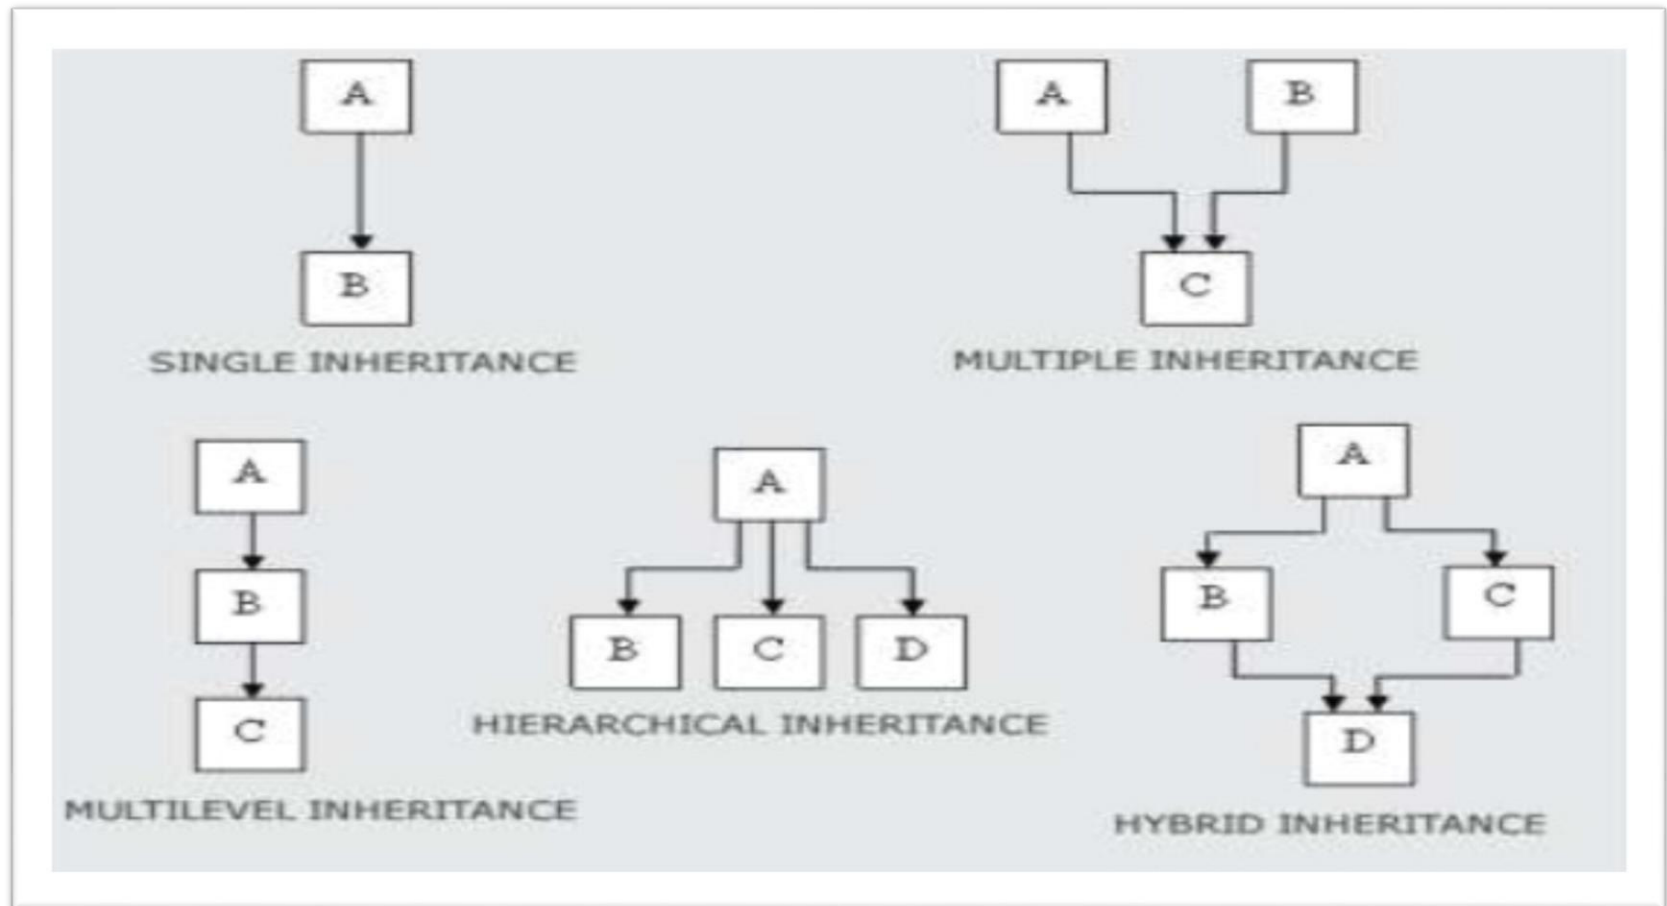 A
B
SINGLE INHERITANCE
A B
C
MULTIPLE INHERITANCE
A
B
C
MULTILEVEL INHERITANCE
A
B C D
HIERARCHICAL INHERITANCE
A
B C
D
HYBRID INHERITANCE